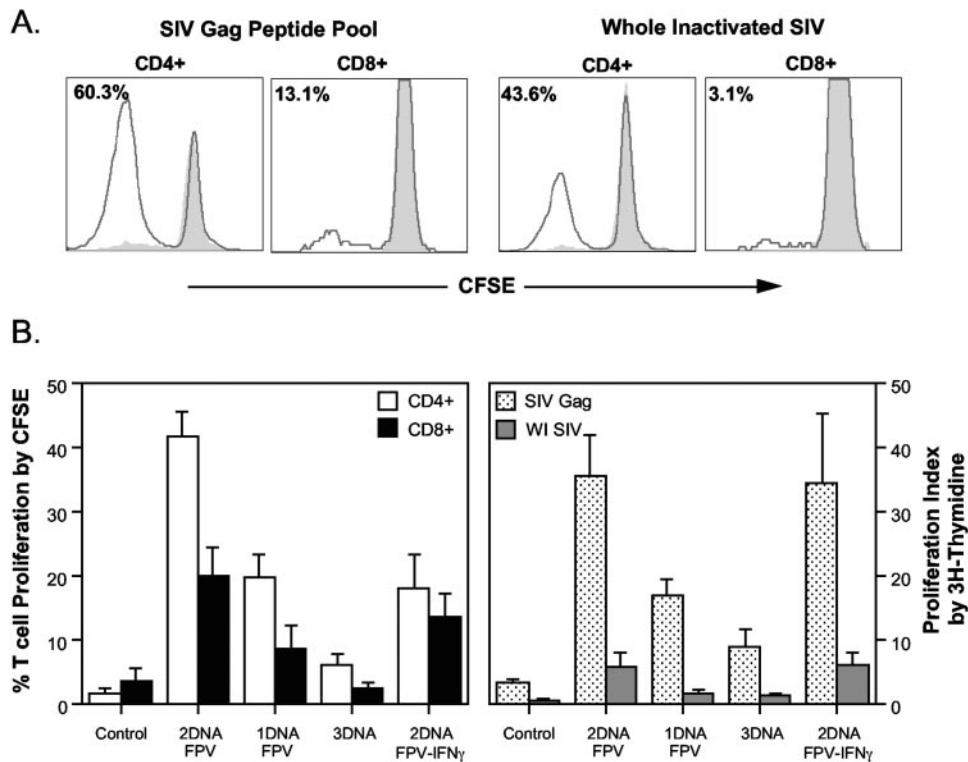 A.
SIV Gag Peptide Pool
Whole Inactivated SIV
CD4+
CD8+
CD4+
CD8+
60.3%
13.1%
43.6%
3.1%
CFSE
B.
% T cell Proliferation by CFSE
50
40
30
20
10
0
CD4+
CD8+
Control
2DNA
FPV
1DNA
FPV
3DNA
2DNA
FPV-IFNγ
SIV Gag
WI SIV
Control
2DNA
FPV
1DNA
FPV
3DNA
2DNA
FPV-IFNγ
50
40
30
20
10
0
Proliferation Index
by 3H-Thymidine